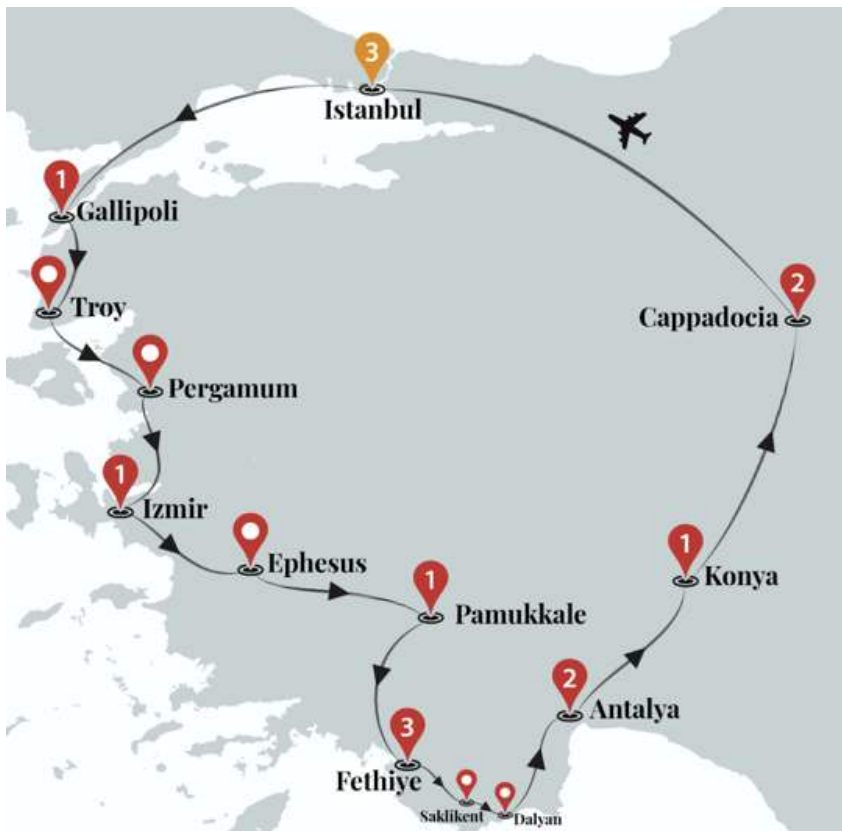 3
Istanbul
1
Gallipoli
Troy
2
Cappadocia
Pergamum
1
Izmir
Ephesus
1
Konya
1
Pamukkale
2
Antalya
3
Fethiye
Saklikent
Dalyan